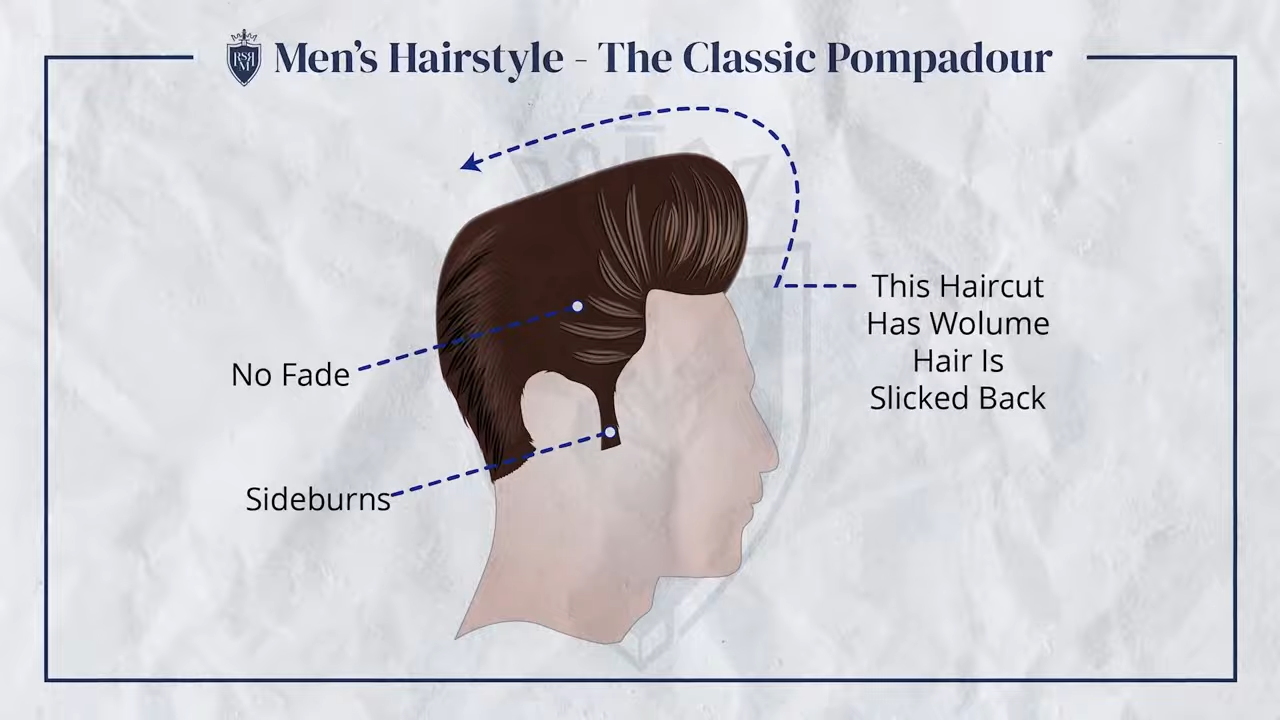 Men's Hairstyle - The Classic Pompadour
This Haircut
Has Wolume
Hair Is
Slicked Back
No Fade
Sideburns